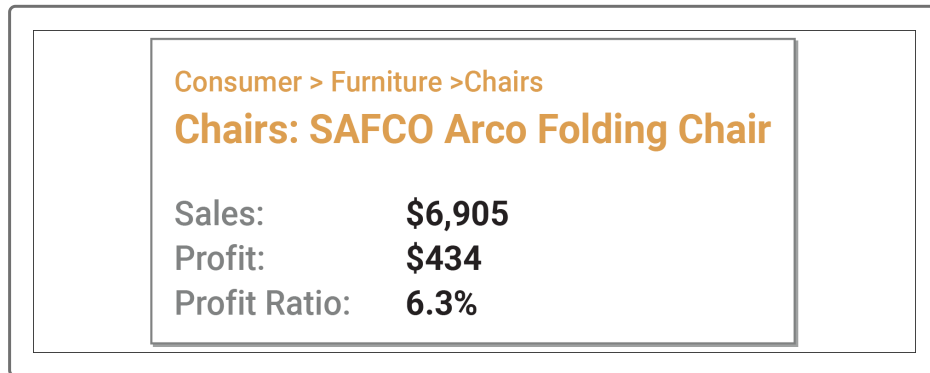 Consumer > Furniture >Chairs
Chairs: SAFCO Arco Folding Chair
Sales: $6,905
Profit: $434
Profit Ratio: 6.3%